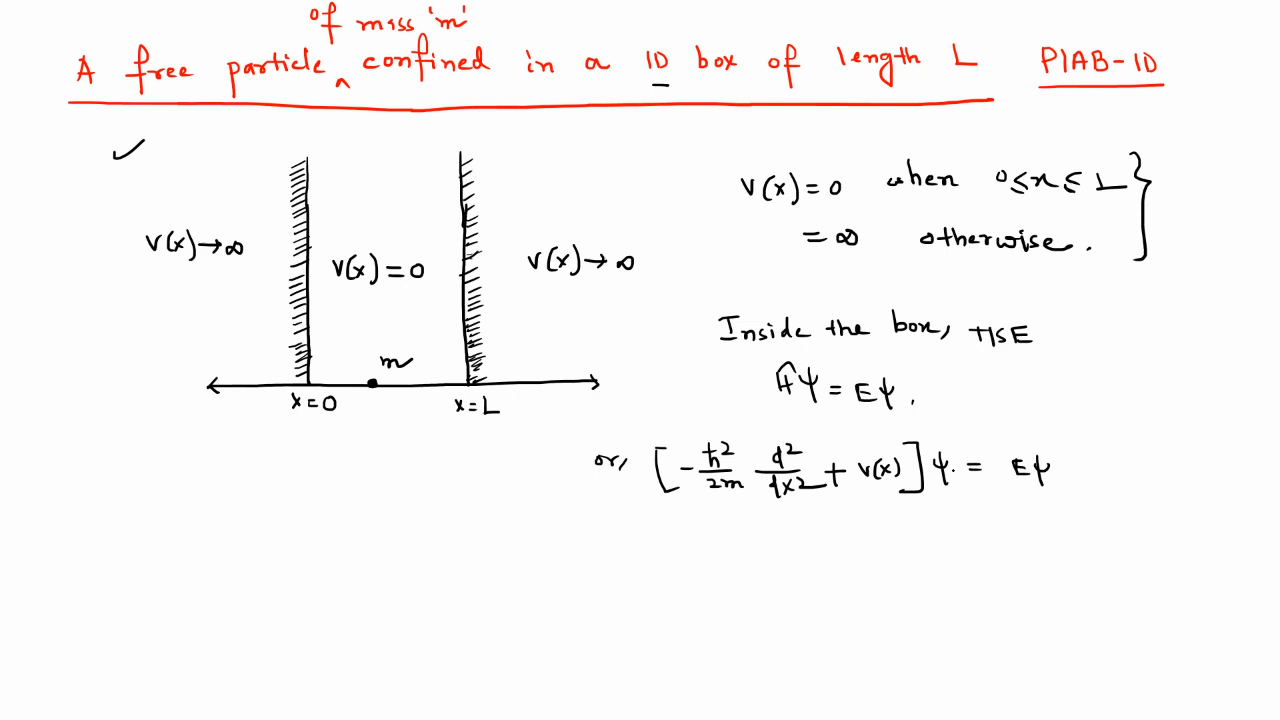 of mass 'm'
A free particle ^ confined in a 1D box of length L PIAB-1D
V(x)→∞
V(x)=0
V(x)→∞
m
x=0
x=L
V(x)=0 when 0≤x≤L
=∞ otherwise.
Inside the box, TISE
Ĥψ = Eψ.
or, [-ħ²/2m d²/dx² + V(x)]ψ = Eψ